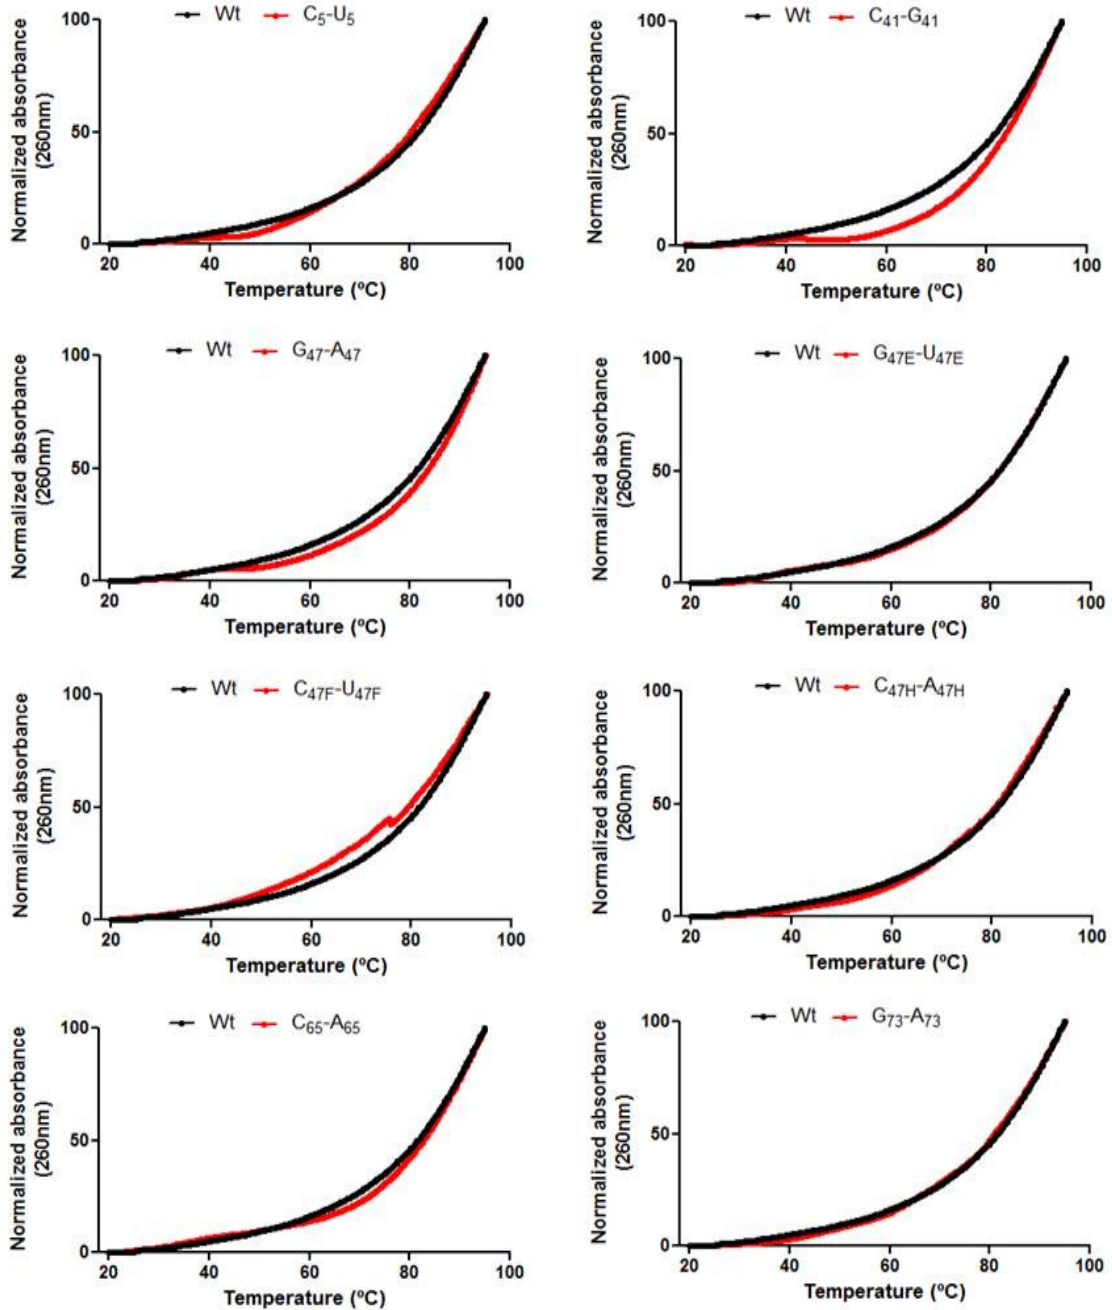 Wt C₅-U₅
Normalized absorbance
(260nm)
100
50
0
20 40 60 80 100
Temperature (ºC)
Wt C₄₁-G₄₁
Normalized absorbance
(260nm)
100
50
0
20 40 60 80 100
Temperature (ºC)
Wt G₄₇-A₄₇
Normalized absorbance
(260nm)
100
50
0
20 40 60 80 100
Temperature (ºC)
Wt G₄₇E-U₄₇E
Normalized absorbance
(260nm)
100
50
0
20 40 60 80 100
Temperature (ºC)
Wt C₄₇F-U₄₇F
Normalized absorbance
(260nm)
100
50
0
20 40 60 80 100
Temperature (ºC)
Wt C₄₇H-A₄₇H
Normalized absorbance
(260nm)
100
50
0
20 40 60 80 100
Temperature (ºC)
Wt C₆₅-A₆₅
Normalized absorbance
(260nm)
100
50
0
20 40 60 80 100
Temperature (ºC)
Wt G₇₃-A₇₃
Normalized absorbance
(260nm)
100
50
0
20 40 60 80 100
Temperature (ºC)